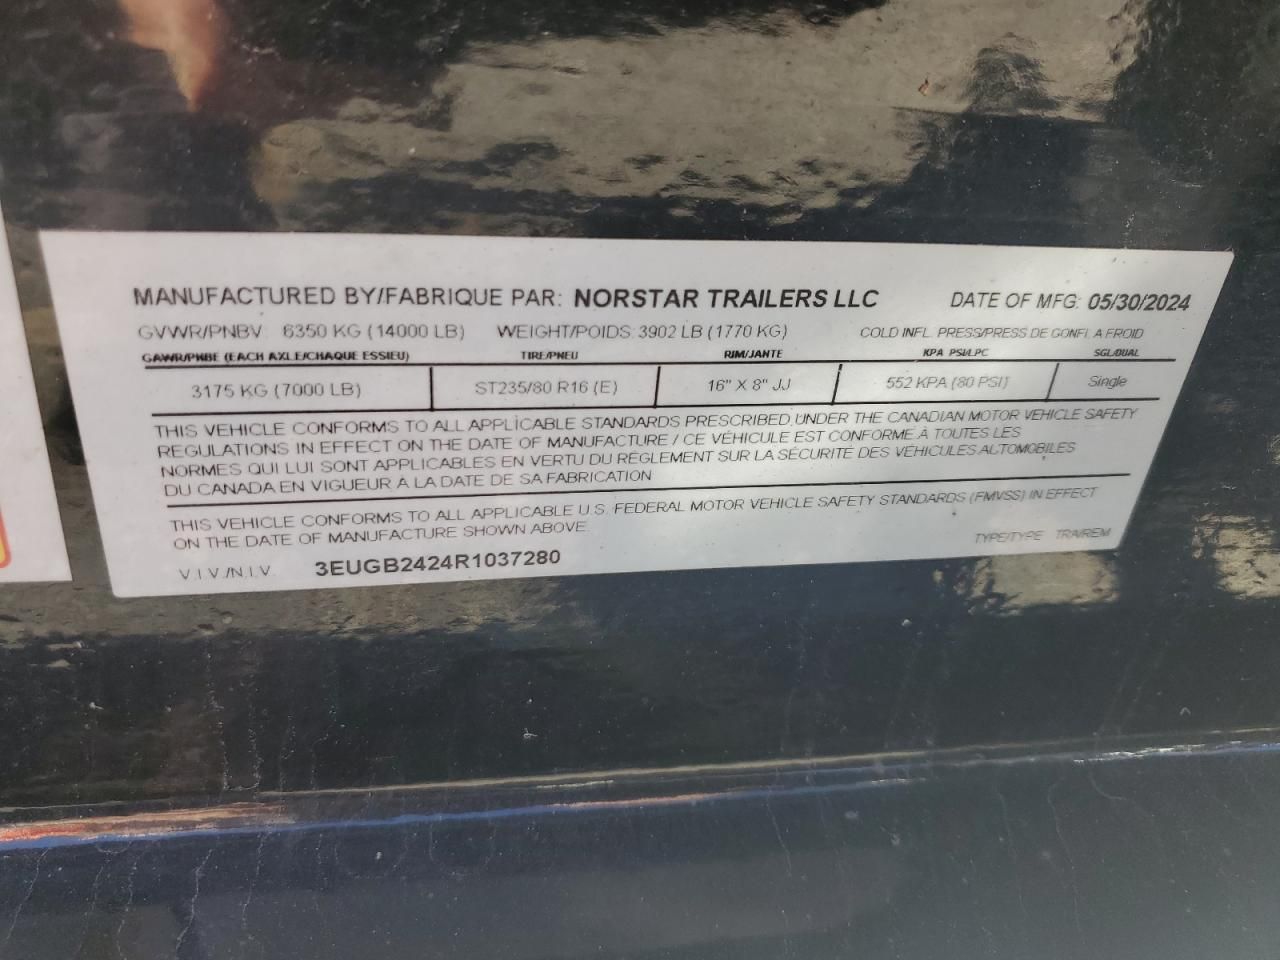 MANUFACTURED BY/FABRIQUE PAR: NORSTAR TRAILERS LLC DATE OF MFG: 05/30/2024
GVWR/PNBV: 6350 KG (14000 LB) WEIGHT/POIDS: 3902 LB (1770 KG) COLD INFL. PRESS/PRESS DE GONFL A FROID
GAWR/PNBE (EACH AXLE/CHAQUE ESSIEU) TIRE/PNEU RIM/JANTE KPA PSI/LPC SGL/DUAL
3175 KG (7000 LB) ST235/80 R16 (E) 16" X 8" JJ 552 KPA (80 PSI) Single
THIS VEHICLE CONFORMS TO ALL APPLICABLE STANDARDS PRESCRIBED UNDER THE CANADIAN MOTOR VEHICLE SAFETY
REGULATIONS IN EFFECT ON THE DATE OF MANUFACTURE / CE VÉHICULE EST CONFORME À TOUTES LES
NORMES QUI LUI SONT APPLICABLES EN VERTU DU RÈGLEMENT SUR LA SÉCURITÉ DES VÉHICULES AUTOMOBILES
DU CANADA EN VIGUEUR À LA DATE DE SA FABRICATION
THIS VEHICLE CONFORMS TO ALL APPLICABLE U.S. FEDERAL MOTOR VEHICLE SAFETY STANDARDS (FMVSS) IN EFFECT
ON THE DATE OF MANUFACTURE SHOWN ABOVE.
V.I.V./N.I.V. 3EUGB2424R1037280 TYPE/TYPE TRA/REM